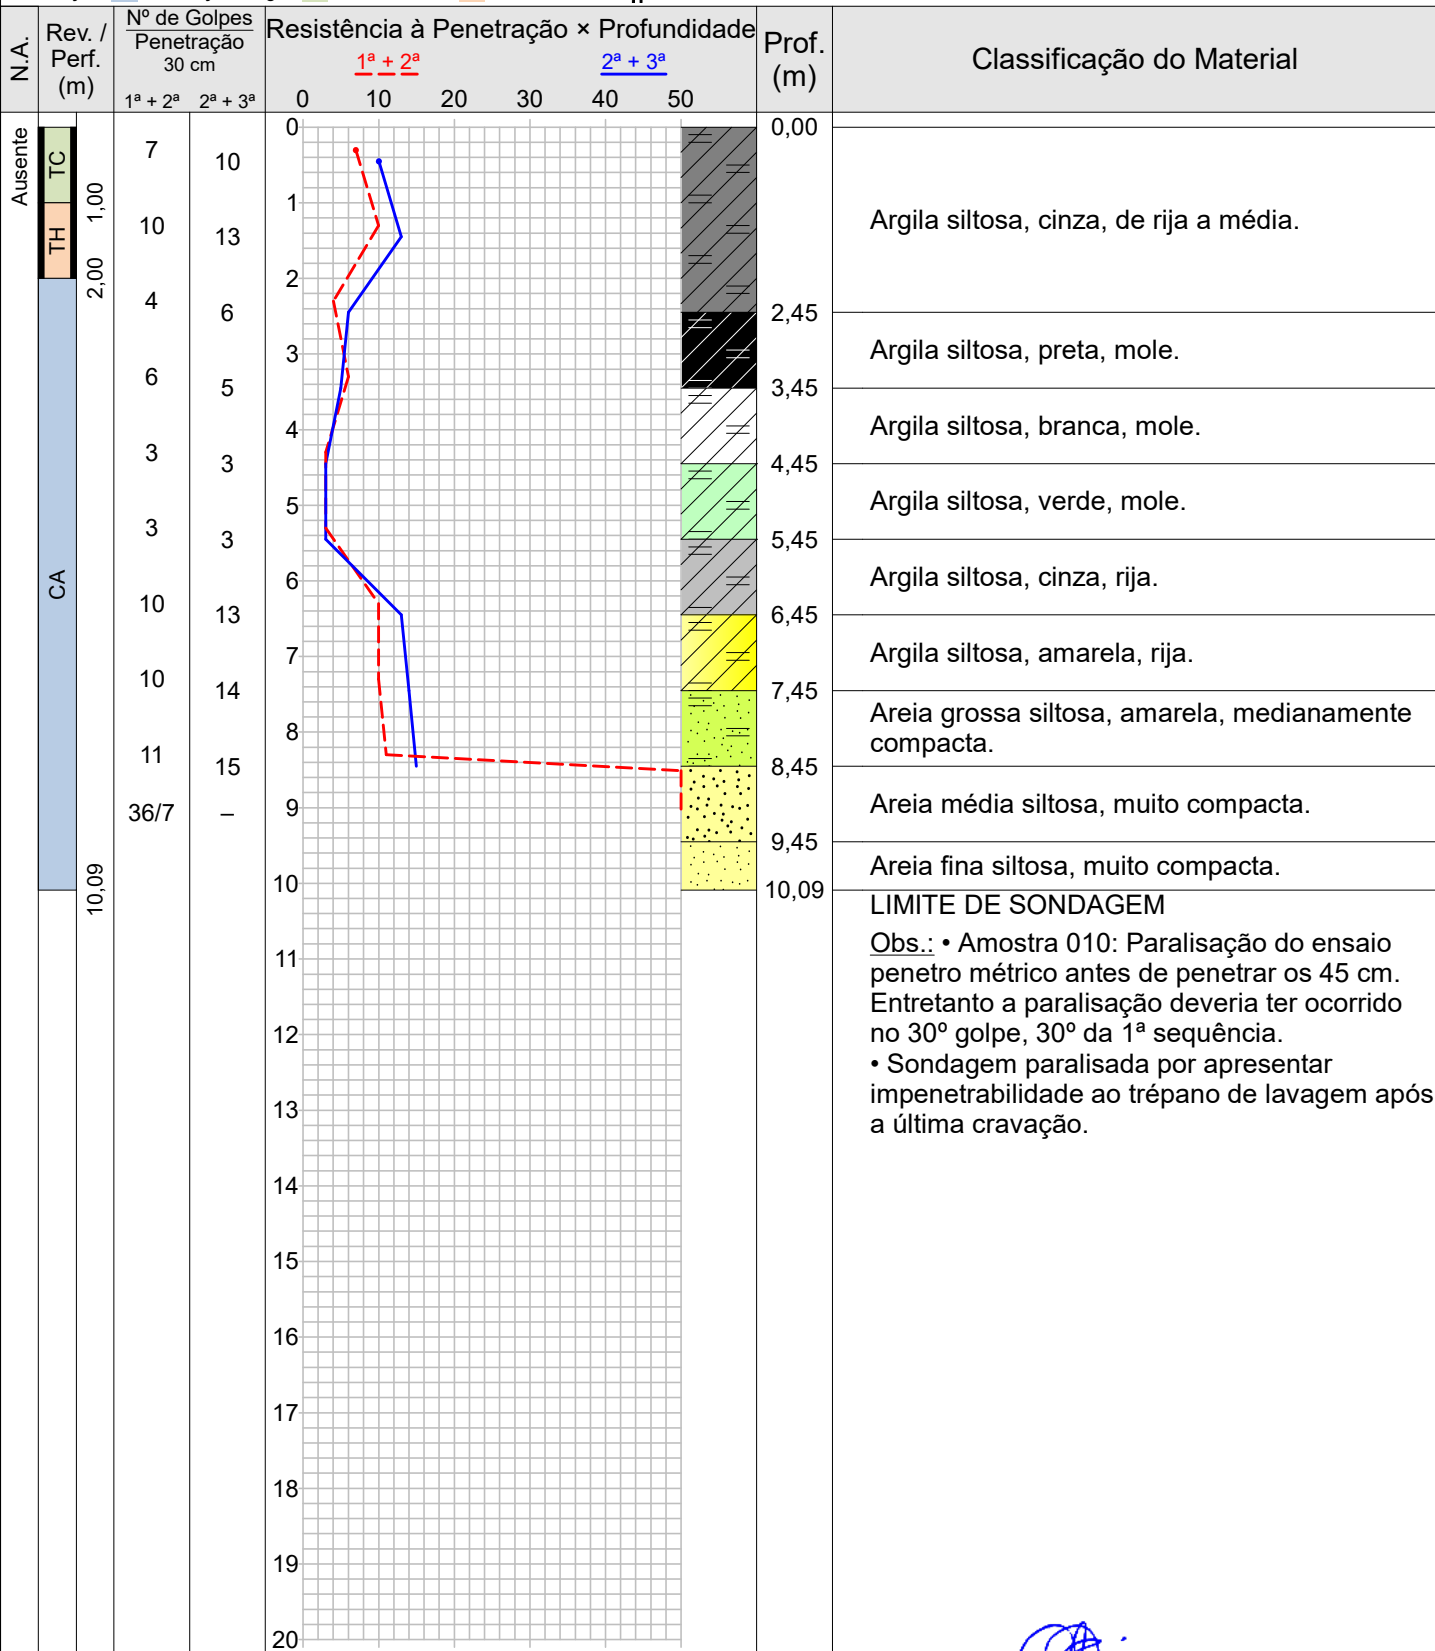 N.A.
Rev. /
Perf.
(m)
Nº de Golpes
Penetração
30 cm
1ª + 2ª 2ª + 3ª
Resistência à Penetração × Profundidade
1ª + 2ª 2ª + 3ª
0 10 20 30 40 50
Prof.
(m)
Classificação do Material
Ausente
TC
1,00
TH
2,00
CA
10,09
7 10
10 13
4 6
6 5
3 3
3 3
10 13
10 14
11 15
36/7 –
0
1
2
3
4
5
6
7
8
9
10
11
12
13
14
15
16
17
18
19
20
0,00
Argila siltosa, cinza, de rija a média.
2,45
Argila siltosa, preta, mole.
3,45
Argila siltosa, branca, mole.
4,45
Argila siltosa, verde, mole.
5,45
Argila siltosa, cinza, rija.
6,45
Argila siltosa, amarela, rija.
7,45
Areia grossa siltosa, amarela, medianamente
compacta.
8,45
Areia média siltosa, muito compacta.
9,45
Areia fina siltosa, muito compacta.
10,09
LIMITE DE SONDAGEM
Obs.: • Amostra 010: Paralisação do ensaio
penetro métrico antes de penetrar os 45 cm.
Entretanto a paralisação deveria ter ocorrido
no 30º golpe, 30º da 1ª sequência.
• Sondagem paralisada por apresentar
impenetrabilidade ao trépano de lavagem após
a última cravação.